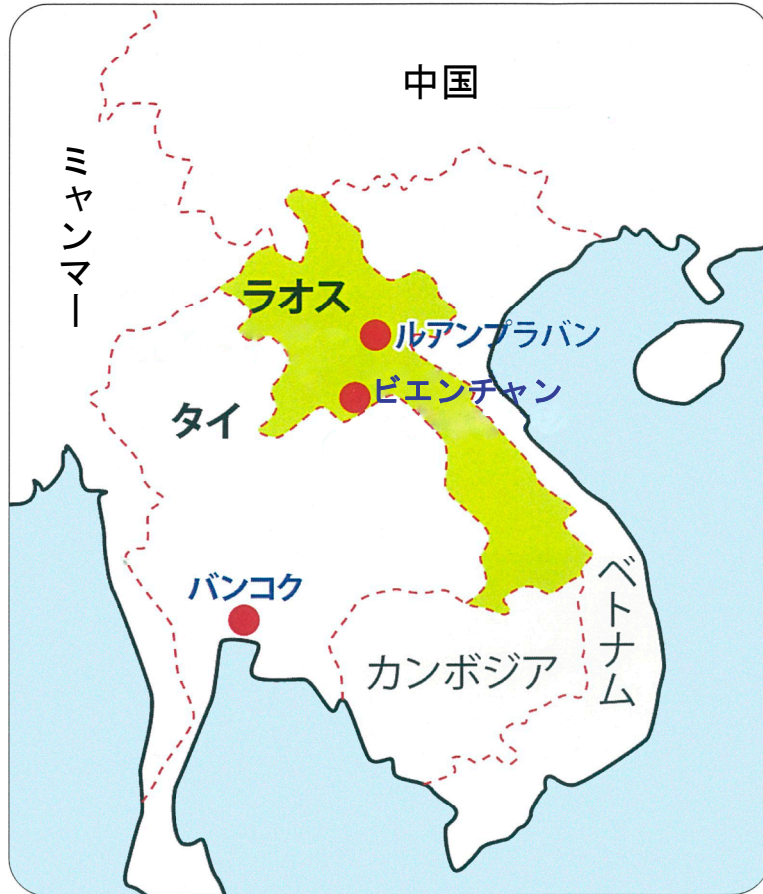 中国
ミャンマー
ラオス
ルアンプラバン
ビエンチャン
タイ
バンコク
ベトナム
カンボジア